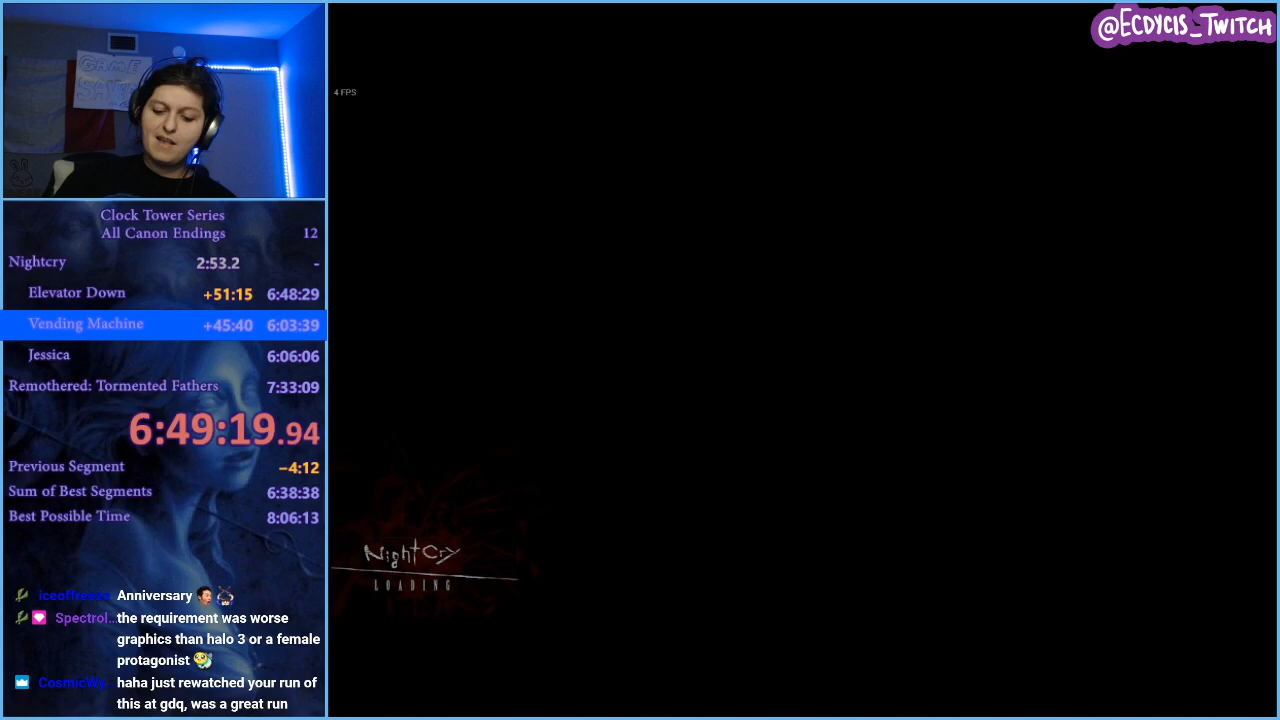 @ECDYCIS_TWITCH
4 FPS
GAME
Clock Tower Series
All Canon Endings 12
Nightcry 2:53.2 -
Elevator Down +51:15 6:48:29
Vending Machine +45:40 6:03:39
Jessica 6:06:06
Remothered: Tormented Fathers 7:33:09
6:49:19.94
Previous Segment -4:12
Sum of Best Segments 6:38:38
Best Possible Time 8:06:13
NightCry
LOADING
iceoffreeze Anniversary
Spectrol... the requirement was worse
graphics than halo 3 or a female
protagonist
CosmicWy... haha just rewatched your run of
this at gdq, was a great run